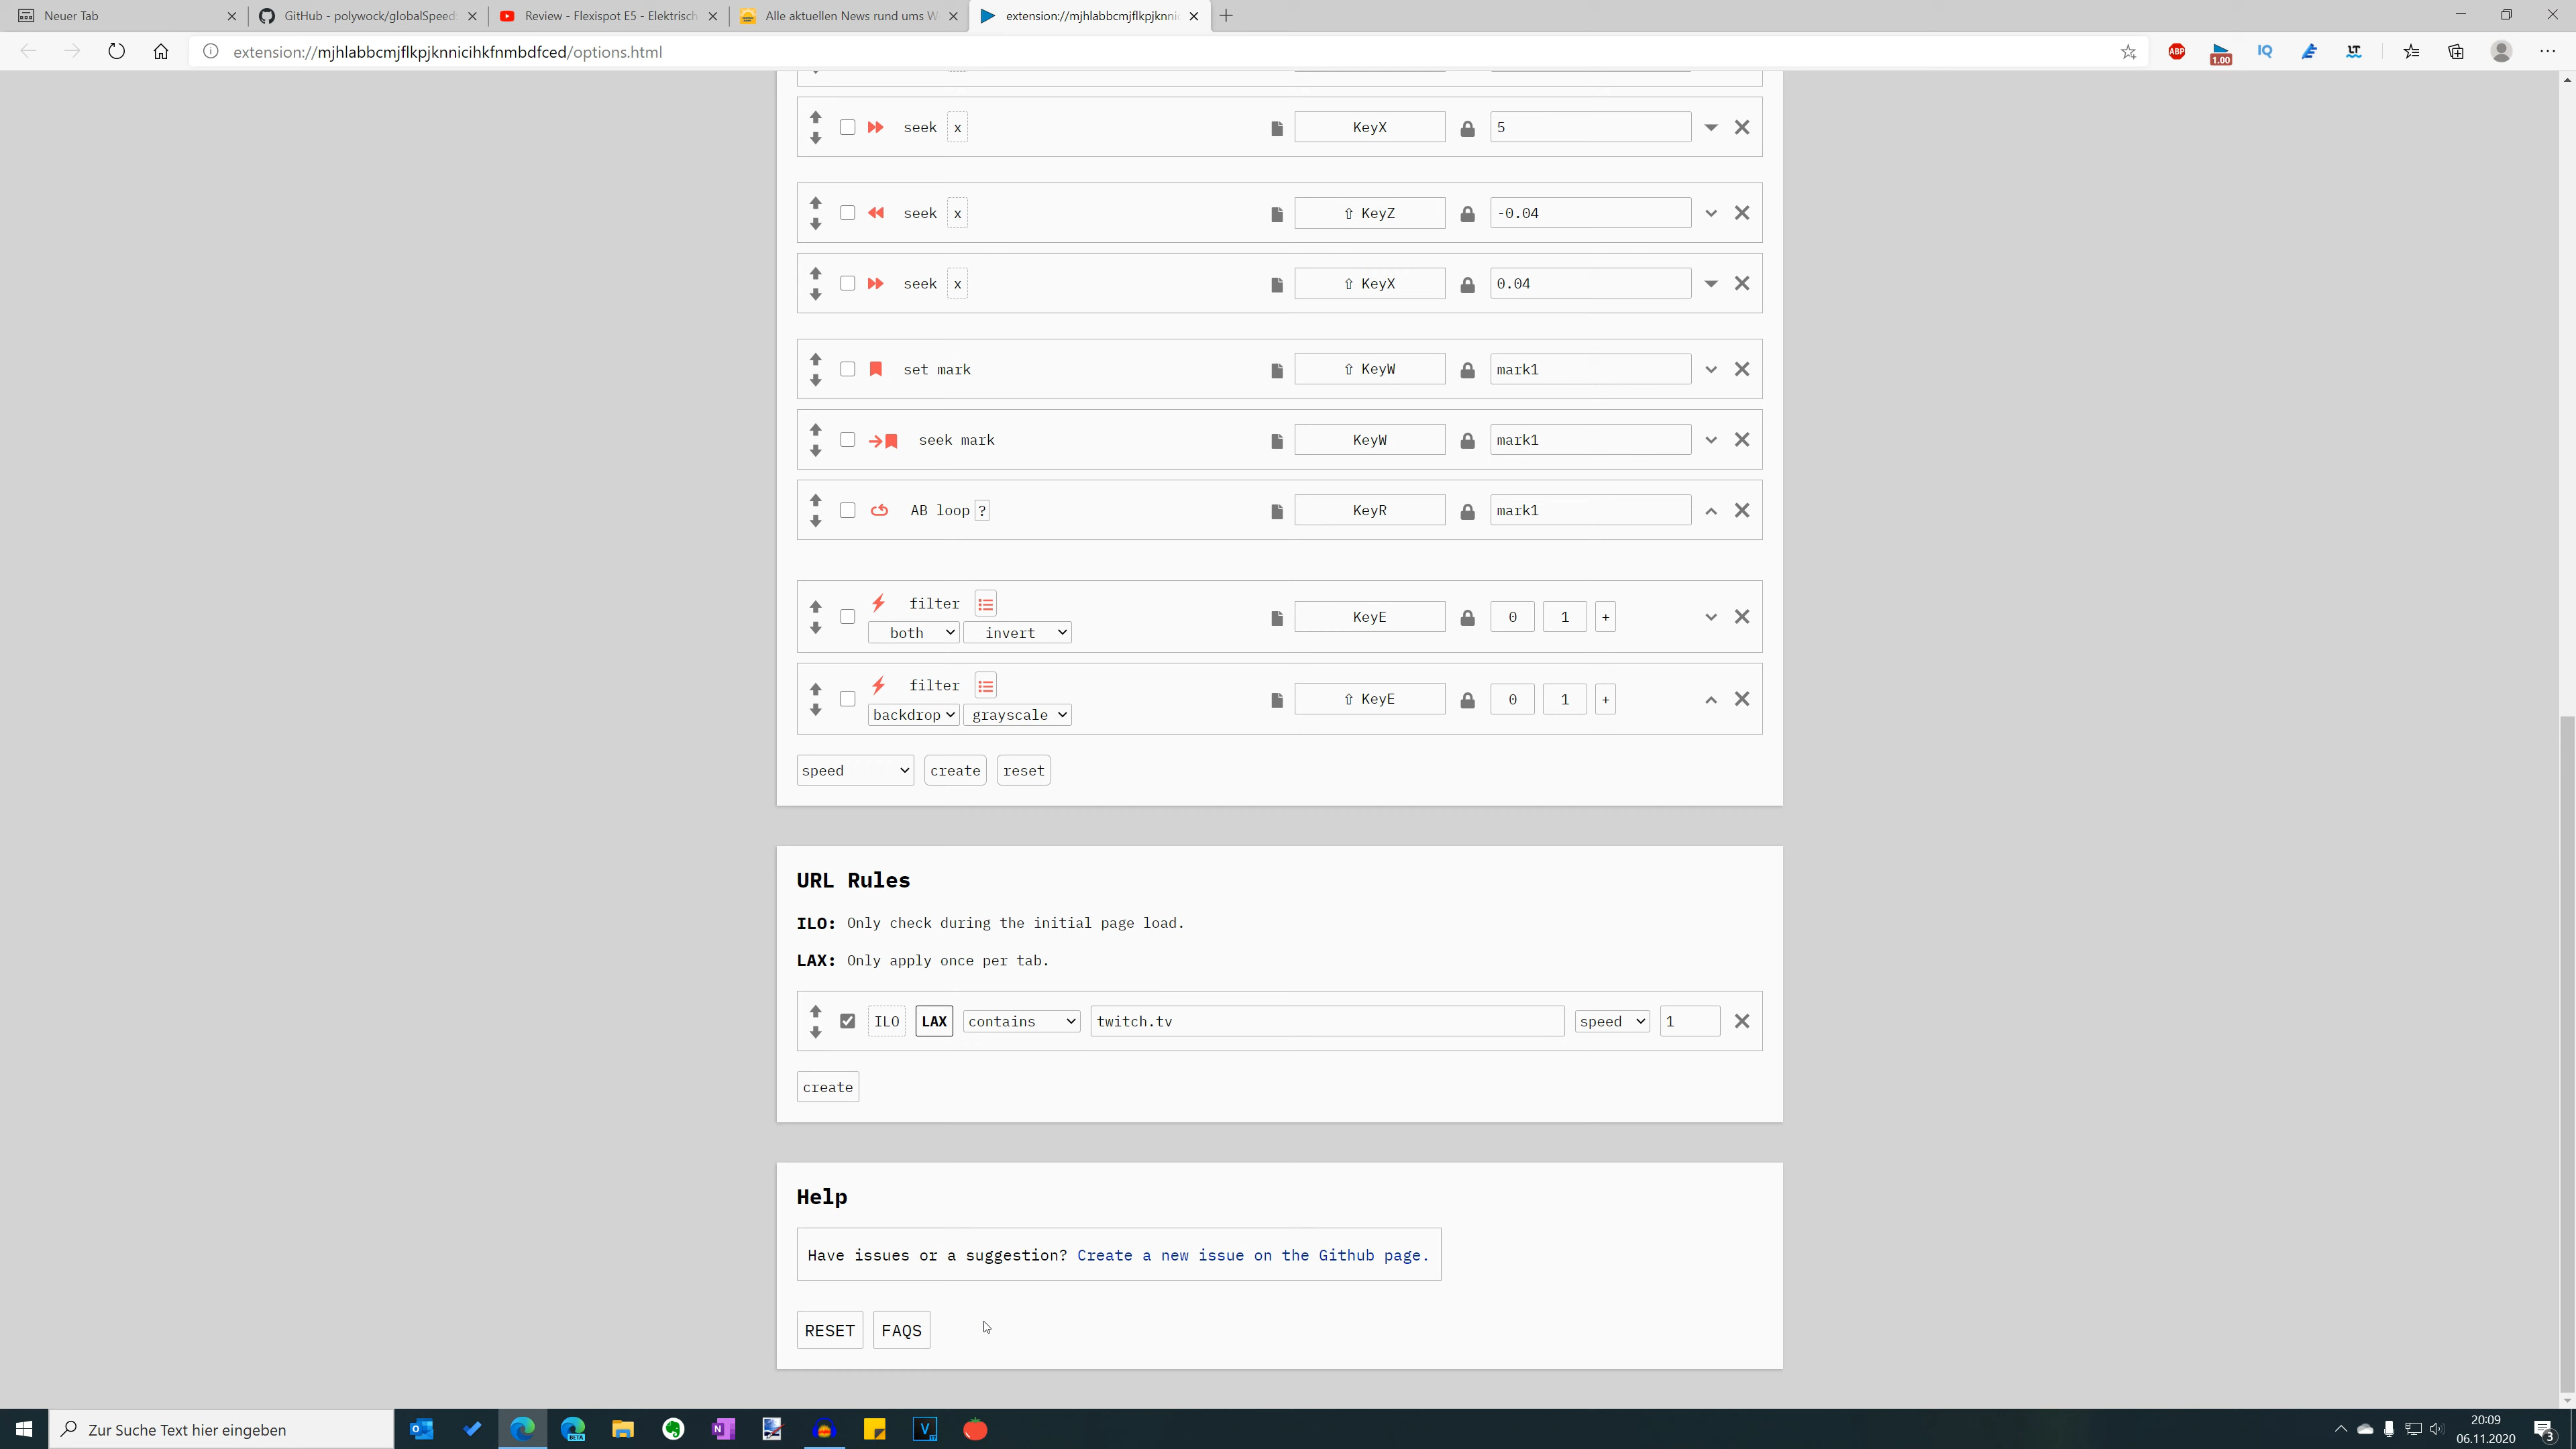 Neuer Tab
GitHub - polywock/globalSpeed:
Review - Flexispot E5 - Elektrisch
Alle aktuellen News rund ums W
extension://mjhlabbcmjflkpjknnic
extension://mjhlabbcmjflkpjknnicihkfnmbdfced/options.html
ABP
1.00
IQ
LT
seek x KeyX 5
seek x ⇧ KeyZ -0.04
seek x ⇧ KeyX 0.04
set mark ⇧ KeyW mark1
seek mark KeyW mark1
AB loop ? KeyR mark1
filter
both invert KeyE 0 1 +
filter
backdrop grayscale ⇧ KeyE 0 1 +
speed create reset
URL Rules
ILO: Only check during the initial page load.
LAX: Only apply once per tab.
ILO LAX contains twitch.tv speed 1
create
Help
Have issues or a suggestion? Create a new issue on the Github page.
RESET FAQS
Zur Suche Text hier eingeben
BETA
20:09
06.11.2020
3